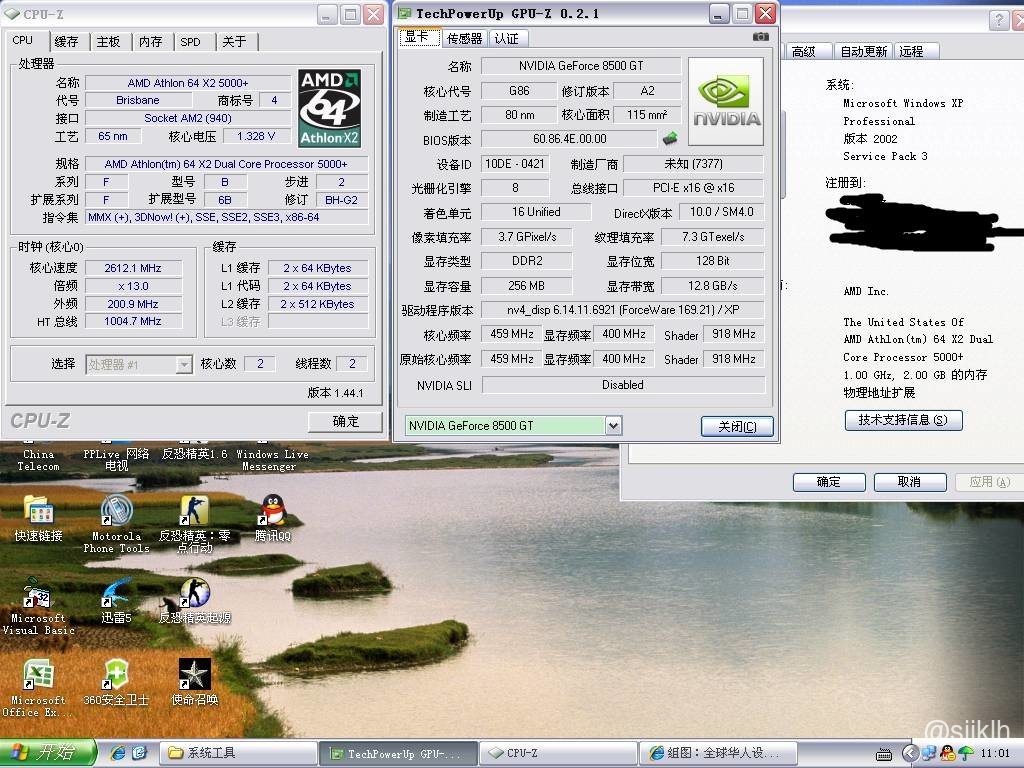 CPU-Z
CPU 缓存 主板 内存 SPD 关于
处理器
名称 AMD Athlon 64 X2 5000+
代号 Brisbane 商标号 4
接口 Socket AM2 (940)
工艺 65 nm 核心电压 1.328 V
AMD 64 Athlon X2
规格 AMD Athlon(tm) 64 X2 Dual Core Processor 5000+
系列 F 型号 B 步进 2
扩展系列 F 扩展型号 6B 修订 BH-G2
指令集 MMX (+), 3DNow! (+), SSE, SSE2, SSE3, x86-64
时钟 (核心0)
核心速度 2612.1 MHz
倍频 x 13.0
外频 200.9 MHz
HT 总线 1004.7 MHz
缓存
L1 缓存 2 x 64 KBytes
L1 代码 2 x 64 KBytes
L2 缓存 2 x 512 KBytes
L3 缓存
选择 处理器 #1 核心数 2 线程数 2
版本 1.44.1
CPU-Z 确定
TechPowerUp GPU-Z 0.2.1
显卡 传感器 认证
名称 NVIDIA GeForce 8500 GT
核心代号 G86 修订版本 A2
制造工艺 80 nm 核心面积 115 mm²
BIOS版本 60.86.4E.00.00
NVIDIA
设备ID 10DE - 0421 制造厂商 未知 (7377)
光栅化引擎 8 总线接口 PCI-E x16 @ x16
着色单元 16 Unified DirectX版本 10.0 / SM4.0
像素填充率 3.7 GPixel/s 纹理填充率 7.3 GTexel/s
显存类型 DDR2 显存位宽 128 Bit
显存容量 256 MB 显存带宽 12.8 GB/s
驱动程序版本 nv4_disp 6.14.11.6921 (ForceWare 169.21) / XP
核心频率 459 MHz 显存频率 400 MHz Shader 918 MHz
原始核心频率 459 MHz 显存频率 400 MHz Shader 918 MHz
NVIDIA SLI Disabled
NVIDIA GeForce 8500 GT 关闭(C)
高级 自动更新 远程
系统:
Microsoft Windows XP
Professional
版本 2002
Service Pack 3
注册到:
AMD Inc.
The United States Of
AMD Athlon(tm) 64 X2 Dual
Core Processor 5000+
1.00 GHz, 2.00 GB 的内存
物理地址扩展
技术支持信息(S)
确定 取消 应用(A)
China Telecom
PPLive 网络电视
反恐精英1.6
Windows Live Messenger
快速链接
Motorola Phone Tools
反恐精英：零点行动
腾讯QQ
Microsoft Visual Basic
迅雷5
反恐精英起源
Microsoft Office Ex...
360安全卫士
使命召唤
@sjjklh
开始 系统工具 TechPowerUp GPU-... CPU-Z 组图：全球华人设... 11:01